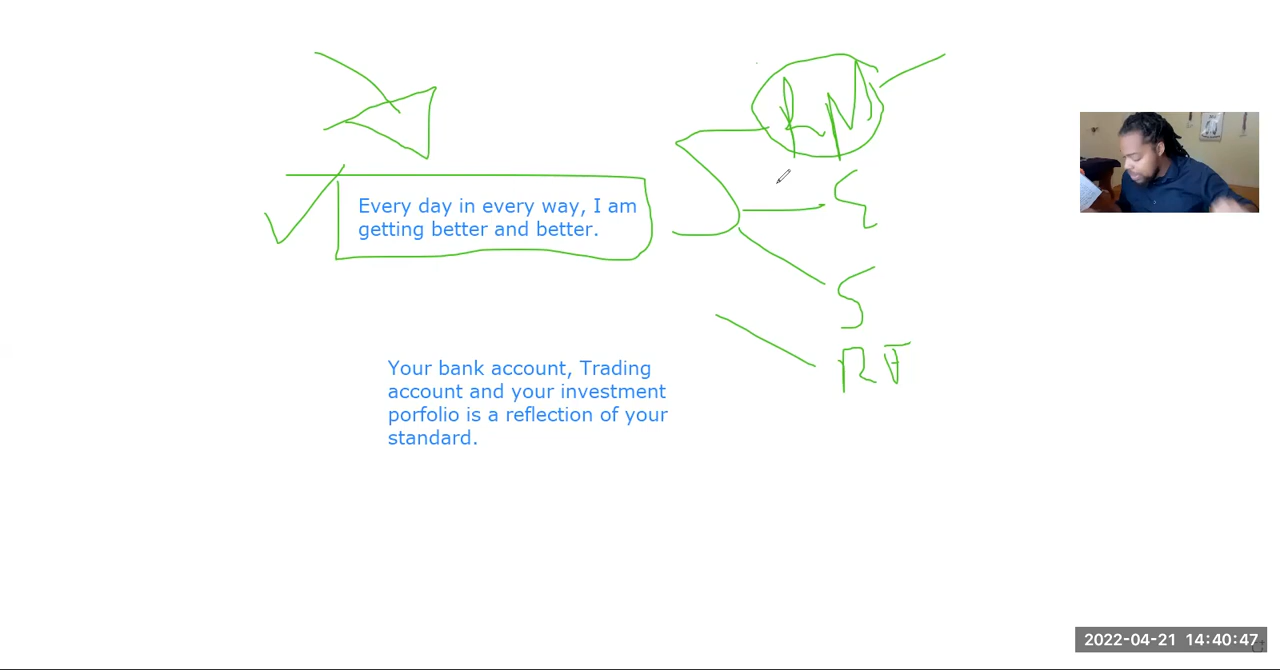 RM
Every day in every way, I am
getting better and better.
S
Your bank account, Trading
account and your investment
porfolio is a reflection of your
standard.
2022-04-21 14:40:47